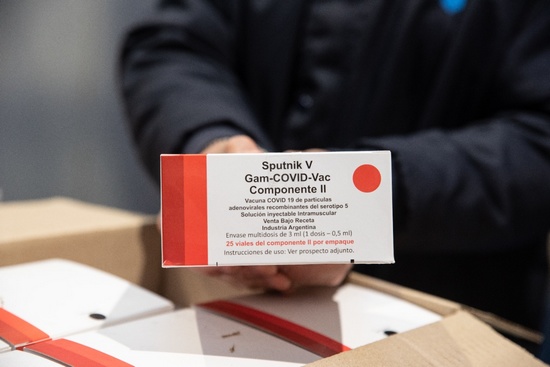 Sputnik V
Gam-COVID-Vac
Componente II
Vacuna COVID 19 de partículas
adenovirales recombinantes del serotipo 5
Solución inyectable Intramuscular
Venta Bajo Receta
Industria Argentina
Envase multidosis de 3 ml (1 dosis – 0,5 ml)
25 viales del componente II por empaque
Instrucciones de uso: Ver prospecto adjunto.